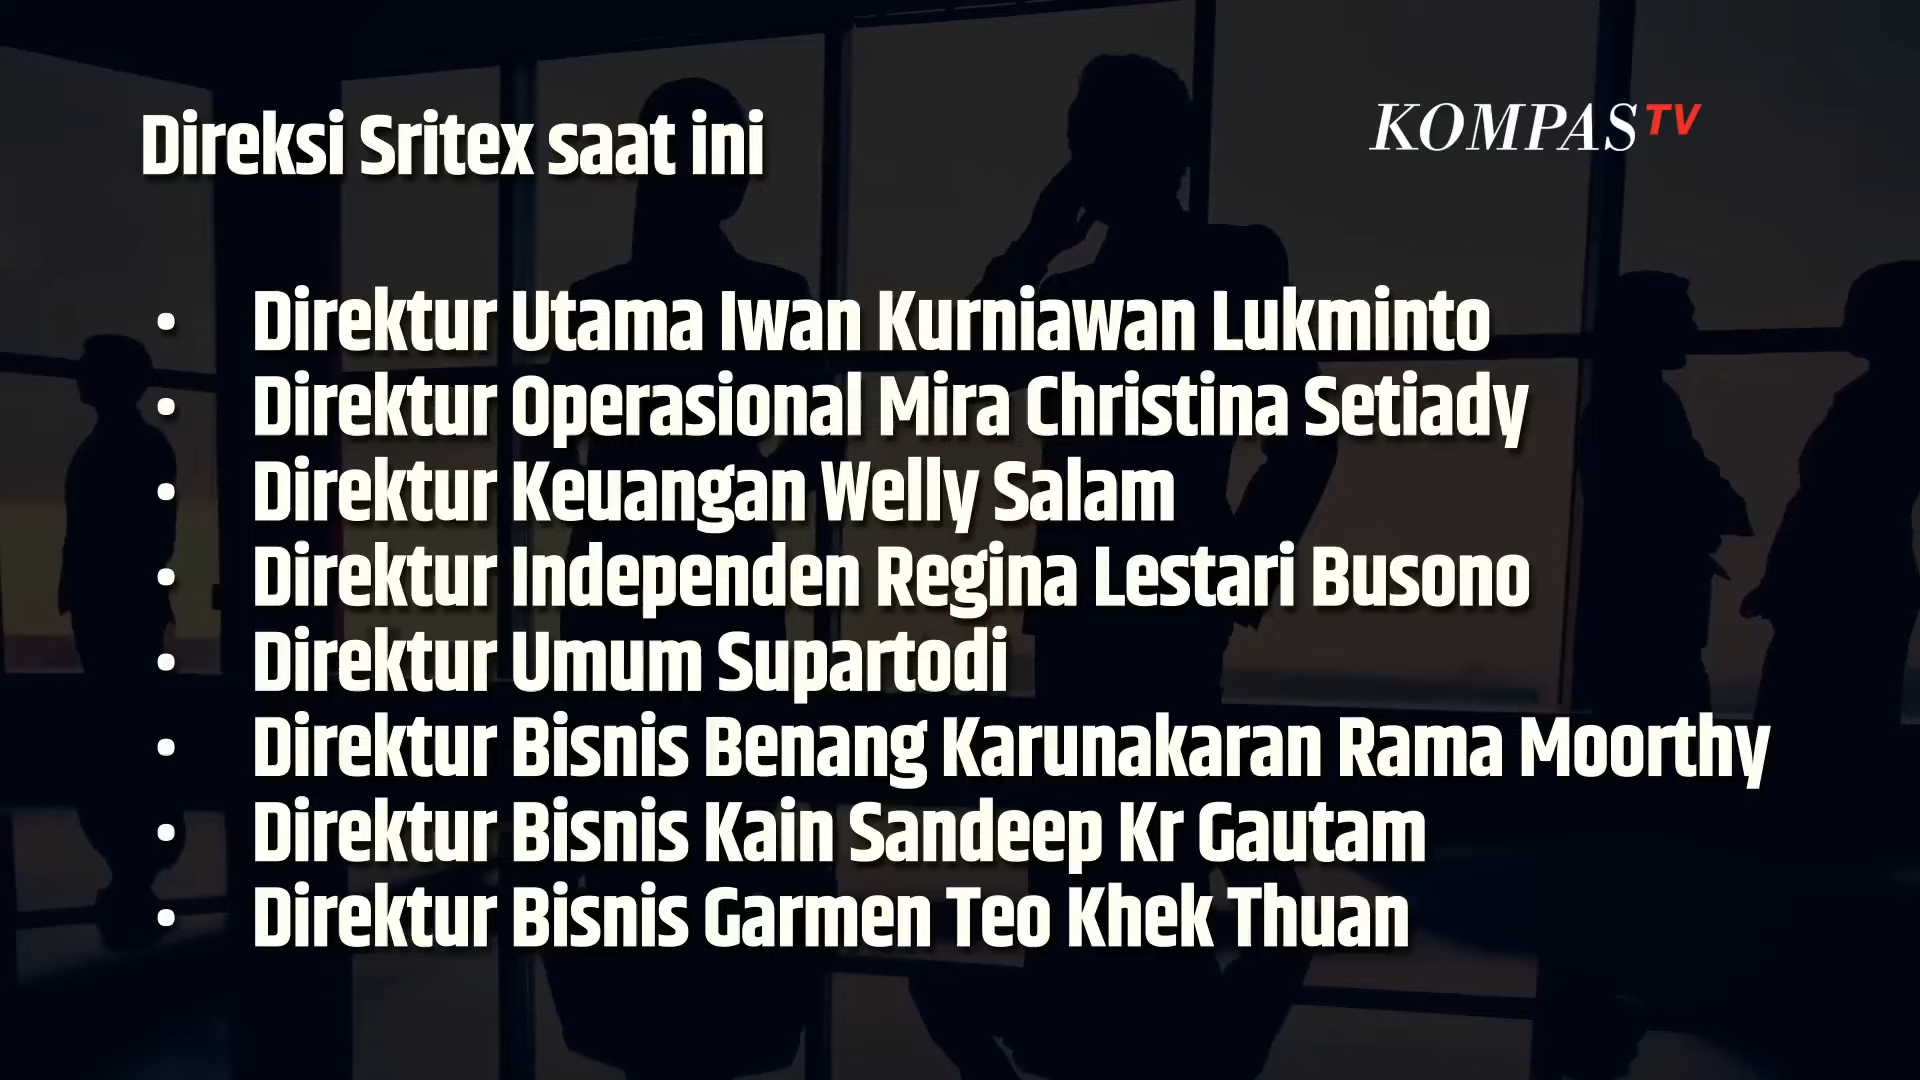 Direksi Sritex saat ini
KOMPAS TV
• Direktur Utama Iwan Kurniawan Lukminto
• Direktur Operasional Mira Christina Setiady
• Direktur Keuangan Welly Salam
• Direktur Independen Regina Lestari Busono
• Direktur Umum Supartodi
• Direktur Bisnis Benang Karunakaran Rama Moorthy
• Direktur Bisnis Kain Sandeep Kr Gautam
• Direktur Bisnis Garmen Teo Khek Thuan